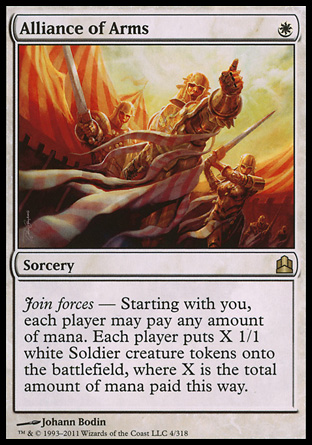 Alliance of Arms
Sorcery
Join forces — Starting with you,
each player may pay any amount
of mana. Each player puts X 1/1
white Soldier creature tokens onto
the battlefield, where X is the total
amount of mana paid this way.
Johann Bodin
™ & © 1993–2011 Wizards of the Coast LLC 4/318